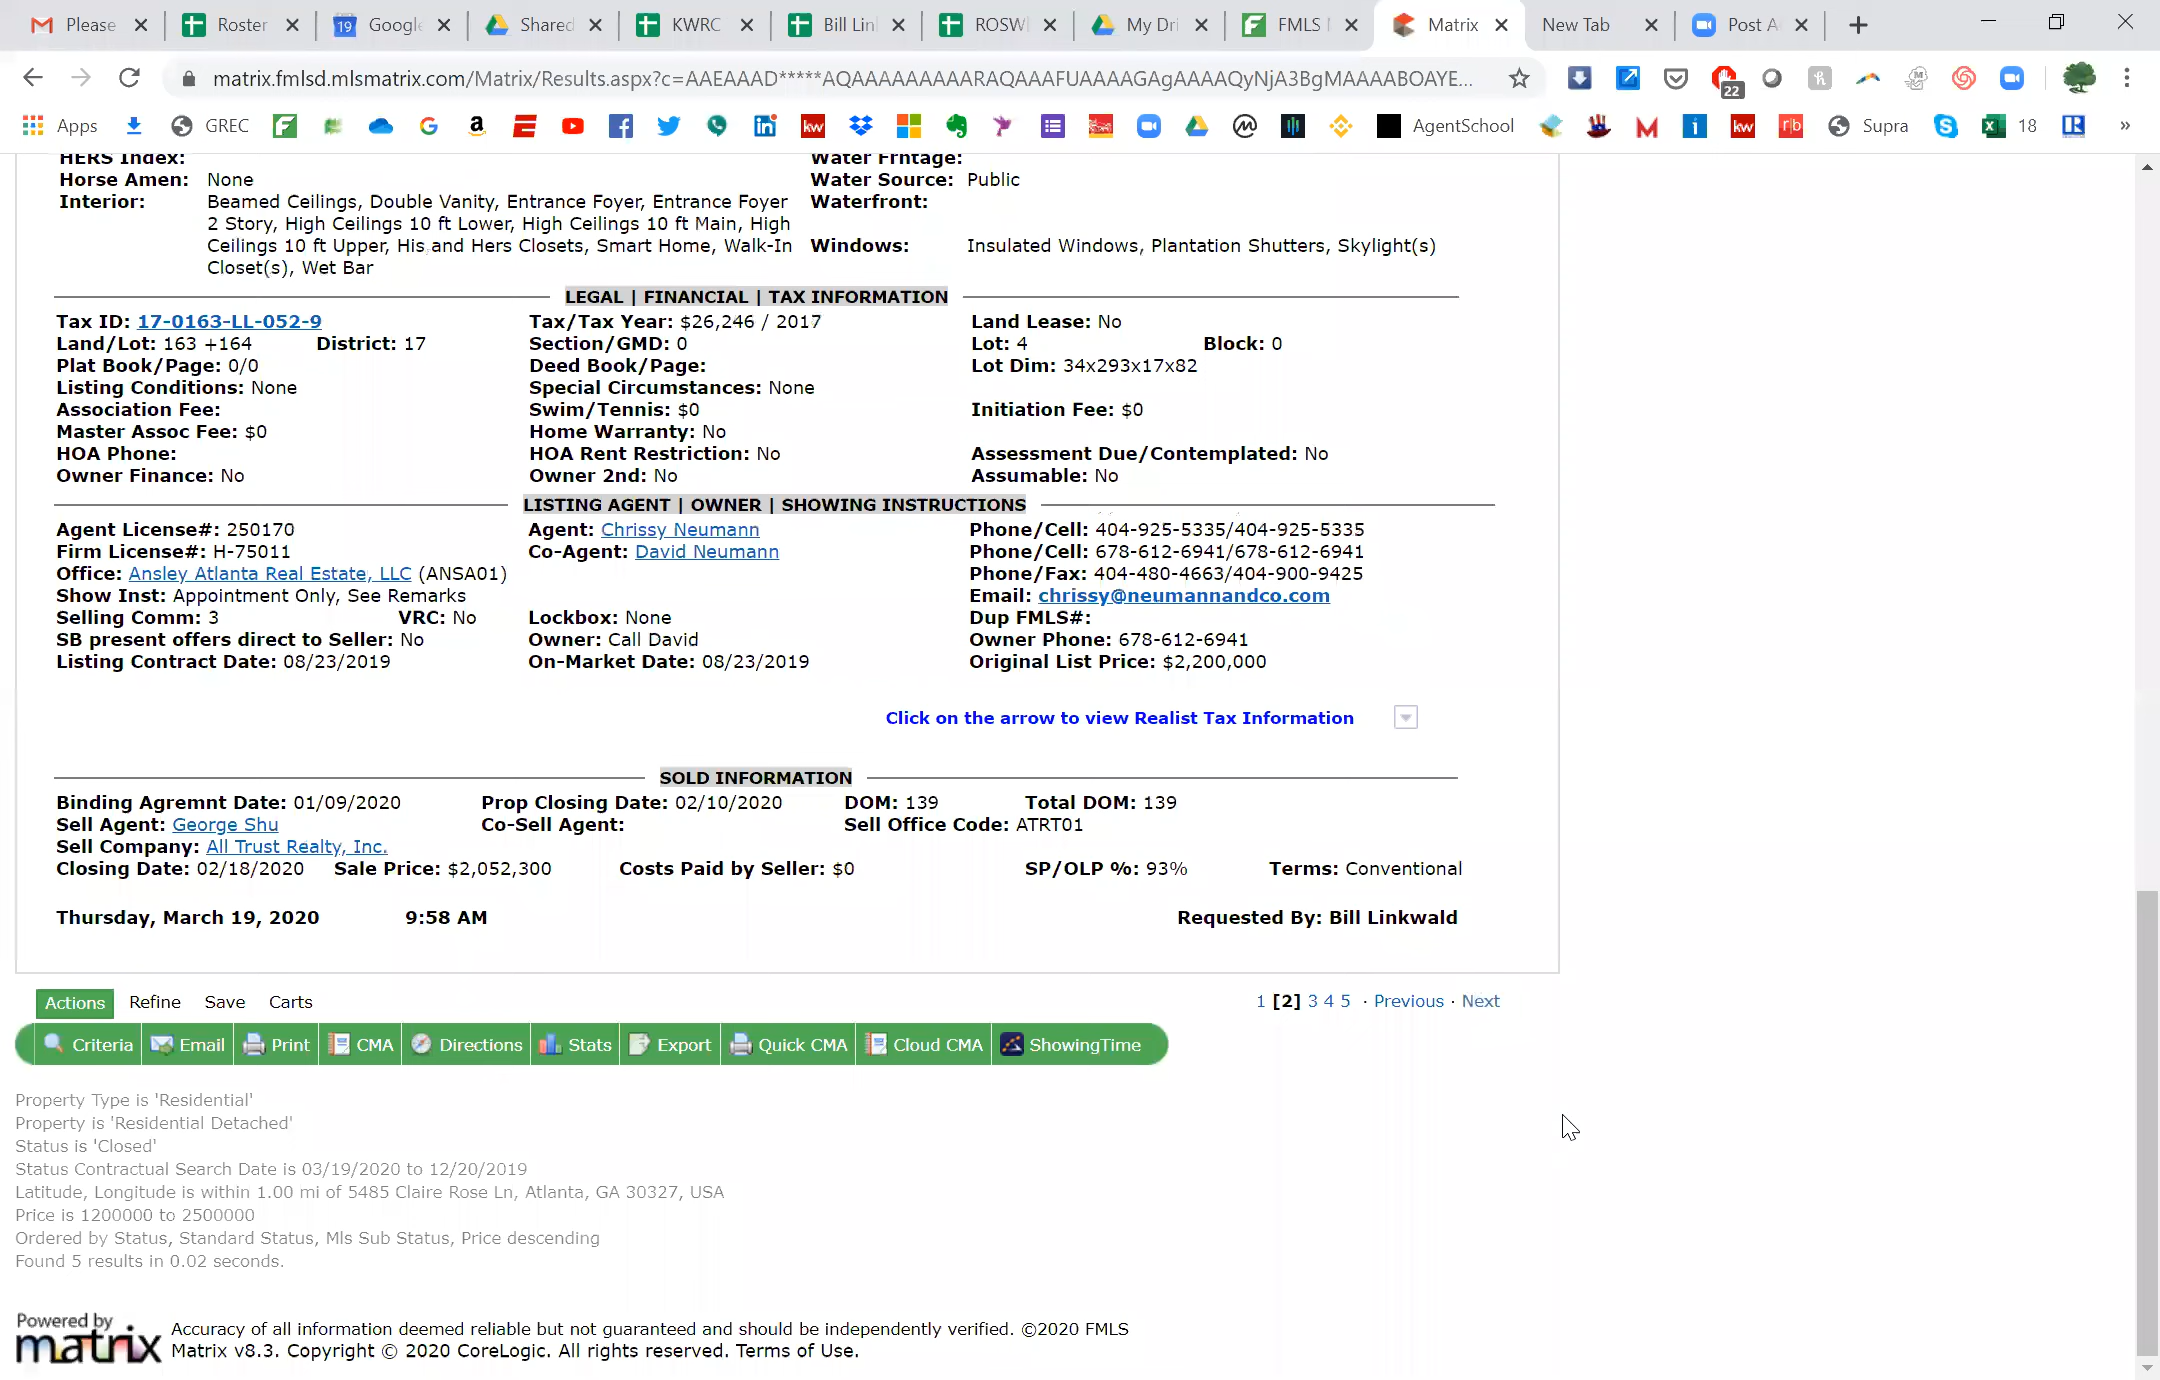 Please Roster Google Shared KWRC Bill Lin ROSW My Dri FMLS Matrix New Tab Post A
19
matrix.fmlsd.mlsmatrix.com/Matrix/Results.aspx?c=AAEAAAD*****AQAAAAAAAAARAQAAAFUAAAAGAgAAAAQyNjA3BgMAAAABOAYE...
22
Apps GREC AgentSchool Supra 18 »
HERS Index: Water Frntage:
Horse Amen: None Water Source: Public
Interior: Beamed Ceilings, Double Vanity, Entrance Foyer, Entrance Foyer Waterfront:
2 Story, High Ceilings 10 ft Lower, High Ceilings 10 ft Main, High
Ceilings 10 ft Upper, His and Hers Closets, Smart Home, Walk-In Windows: Insulated Windows, Plantation Shutters, Skylight(s)
Closet(s), Wet Bar
LEGAL | FINANCIAL | TAX INFORMATION
Tax ID: 17-0163-LL-052-9 Tax/Tax Year: $26,246 / 2017 Land Lease: No
Land/Lot: 163 +164 District: 17 Section/GMD: 0 Lot: 4 Block: 0
Plat Book/Page: 0/0 Deed Book/Page: Lot Dim: 34x293x17x82
Listing Conditions: None Special Circumstances: None
Association Fee: Swim/Tennis: $0 Initiation Fee: $0
Master Assoc Fee: $0 Home Warranty: No
HOA Phone: HOA Rent Restriction: No Assessment Due/Contemplated: No
Owner Finance: No Owner 2nd: No Assumable: No
LISTING AGENT | OWNER | SHOWING INSTRUCTIONS
Agent License#: 250170 Agent: Chrissy Neumann Phone/Cell: 404-925-5335/404-925-5335
Firm License#: H-75011 Co-Agent: David Neumann Phone/Cell: 678-612-6941/678-612-6941
Office: Ansley Atlanta Real Estate, LLC (ANSA01) Phone/Fax: 404-480-4663/404-900-9425
Show Inst: Appointment Only, See Remarks Email: chrissy@neumannandco.com
Selling Comm: 3 VRC: No Lockbox: None Dup FMLS#:
SB present offers direct to Seller: No Owner: Call David Owner Phone: 678-612-6941
Listing Contract Date: 08/23/2019 On-Market Date: 08/23/2019 Original List Price: $2,200,000
Click on the arrow to view Realist Tax Information
SOLD INFORMATION
Binding Agremnt Date: 01/09/2020 Prop Closing Date: 02/10/2020 DOM: 139 Total DOM: 139
Sell Agent: George Shu Co-Sell Agent: Sell Office Code: ATRT01
Sell Company: All Trust Realty, Inc.
Closing Date: 02/18/2020 Sale Price: $2,052,300 Costs Paid by Seller: $0 SP/OLP %: 93% Terms: Conventional
Thursday, March 19, 2020 9:58 AM Requested By: Bill Linkwald
Actions Refine Save Carts 1 [2] 3 4 5 · Previous · Next
Criteria Email Print CMA Directions Stats Export Quick CMA Cloud CMA ShowingTime
Property Type is 'Residential'
Property is 'Residential Detached'
Status is 'Closed'
Status Contractual Search Date is 03/19/2020 to 12/20/2019
Latitude, Longitude is within 1.00 mi of 5485 Claire Rose Ln, Atlanta, GA 30327, USA
Price is 1200000 to 2500000
Ordered by Status, Standard Status, Mls Sub Status, Price descending
Found 5 results in 0.02 seconds.
Powered by
matrix
Accuracy of all information deemed reliable but not guaranteed and should be independently verified. ©2020 FMLS
Matrix v8.3. Copyright © 2020 CoreLogic. All rights reserved. Terms of Use.